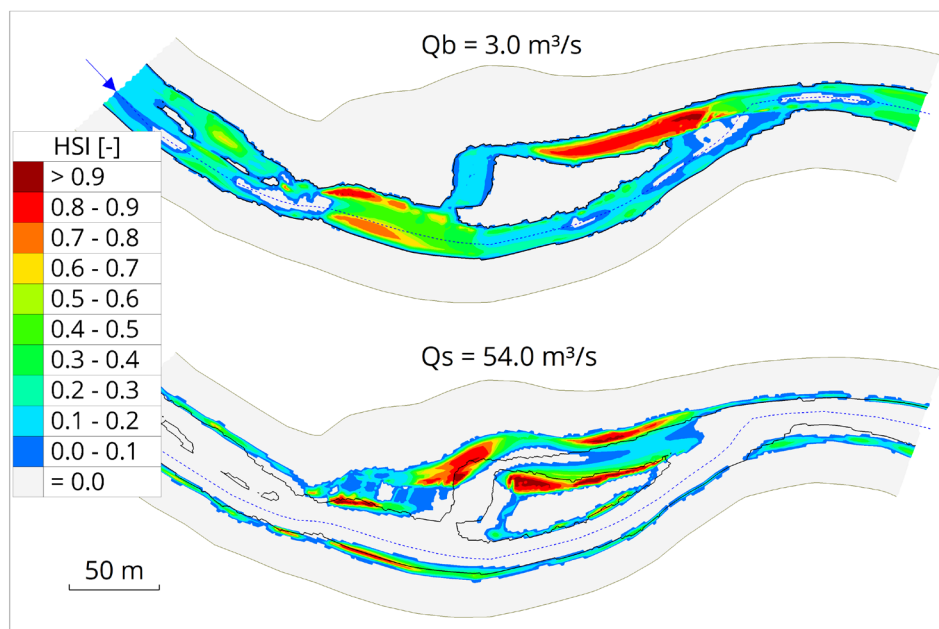 Qb = 3.0 m³/s
HSI [-]
> 0.9
0.8 - 0.9
0.7 - 0.8
0.6 - 0.7
0.5 - 0.6
0.4 - 0.5
0.3 - 0.4
0.2 - 0.3
0.1 - 0.2
0.0 - 0.1
= 0.0
Qs = 54.0 m³/s
50 m